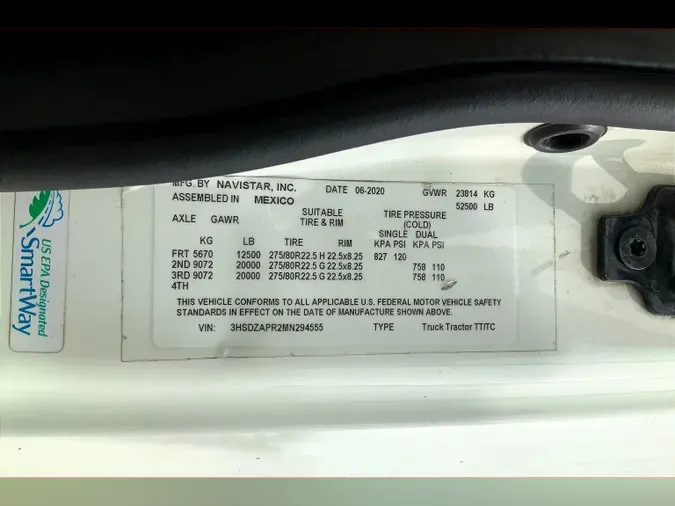 MFG. BY NAVISTAR, INC. DATE 06-2020 GVWR 23814 KG
ASSEMBLED IN MEXICO 52500 LB
AXLE GAWR SUITABLE TIRE & RIM TIRE PRESSURE (COLD)
SINGLE DUAL
KG LB TIRE RIM KPA PSI KPA PSI
FRT 5670 12500 275/80R22.5 H 22.5x8.25 827 120
2ND 9072 20000 275/80R22.5 G 22.5x8.25 758 110
3RD 9072 20000 275/80R22.5 G 22.5x8.25 758 110
4TH
THIS VEHICLE CONFORMS TO ALL APPLICABLE U.S. FEDERAL MOTOR VEHICLE SAFETY
STANDARDS IN EFFECT ON THE DATE OF MANUFACTURE SHOWN ABOVE.
VIN: 3HSDZAPR2MN294555 TYPE Truck Tractor TT/TC
US EPA Designated
SmartWay